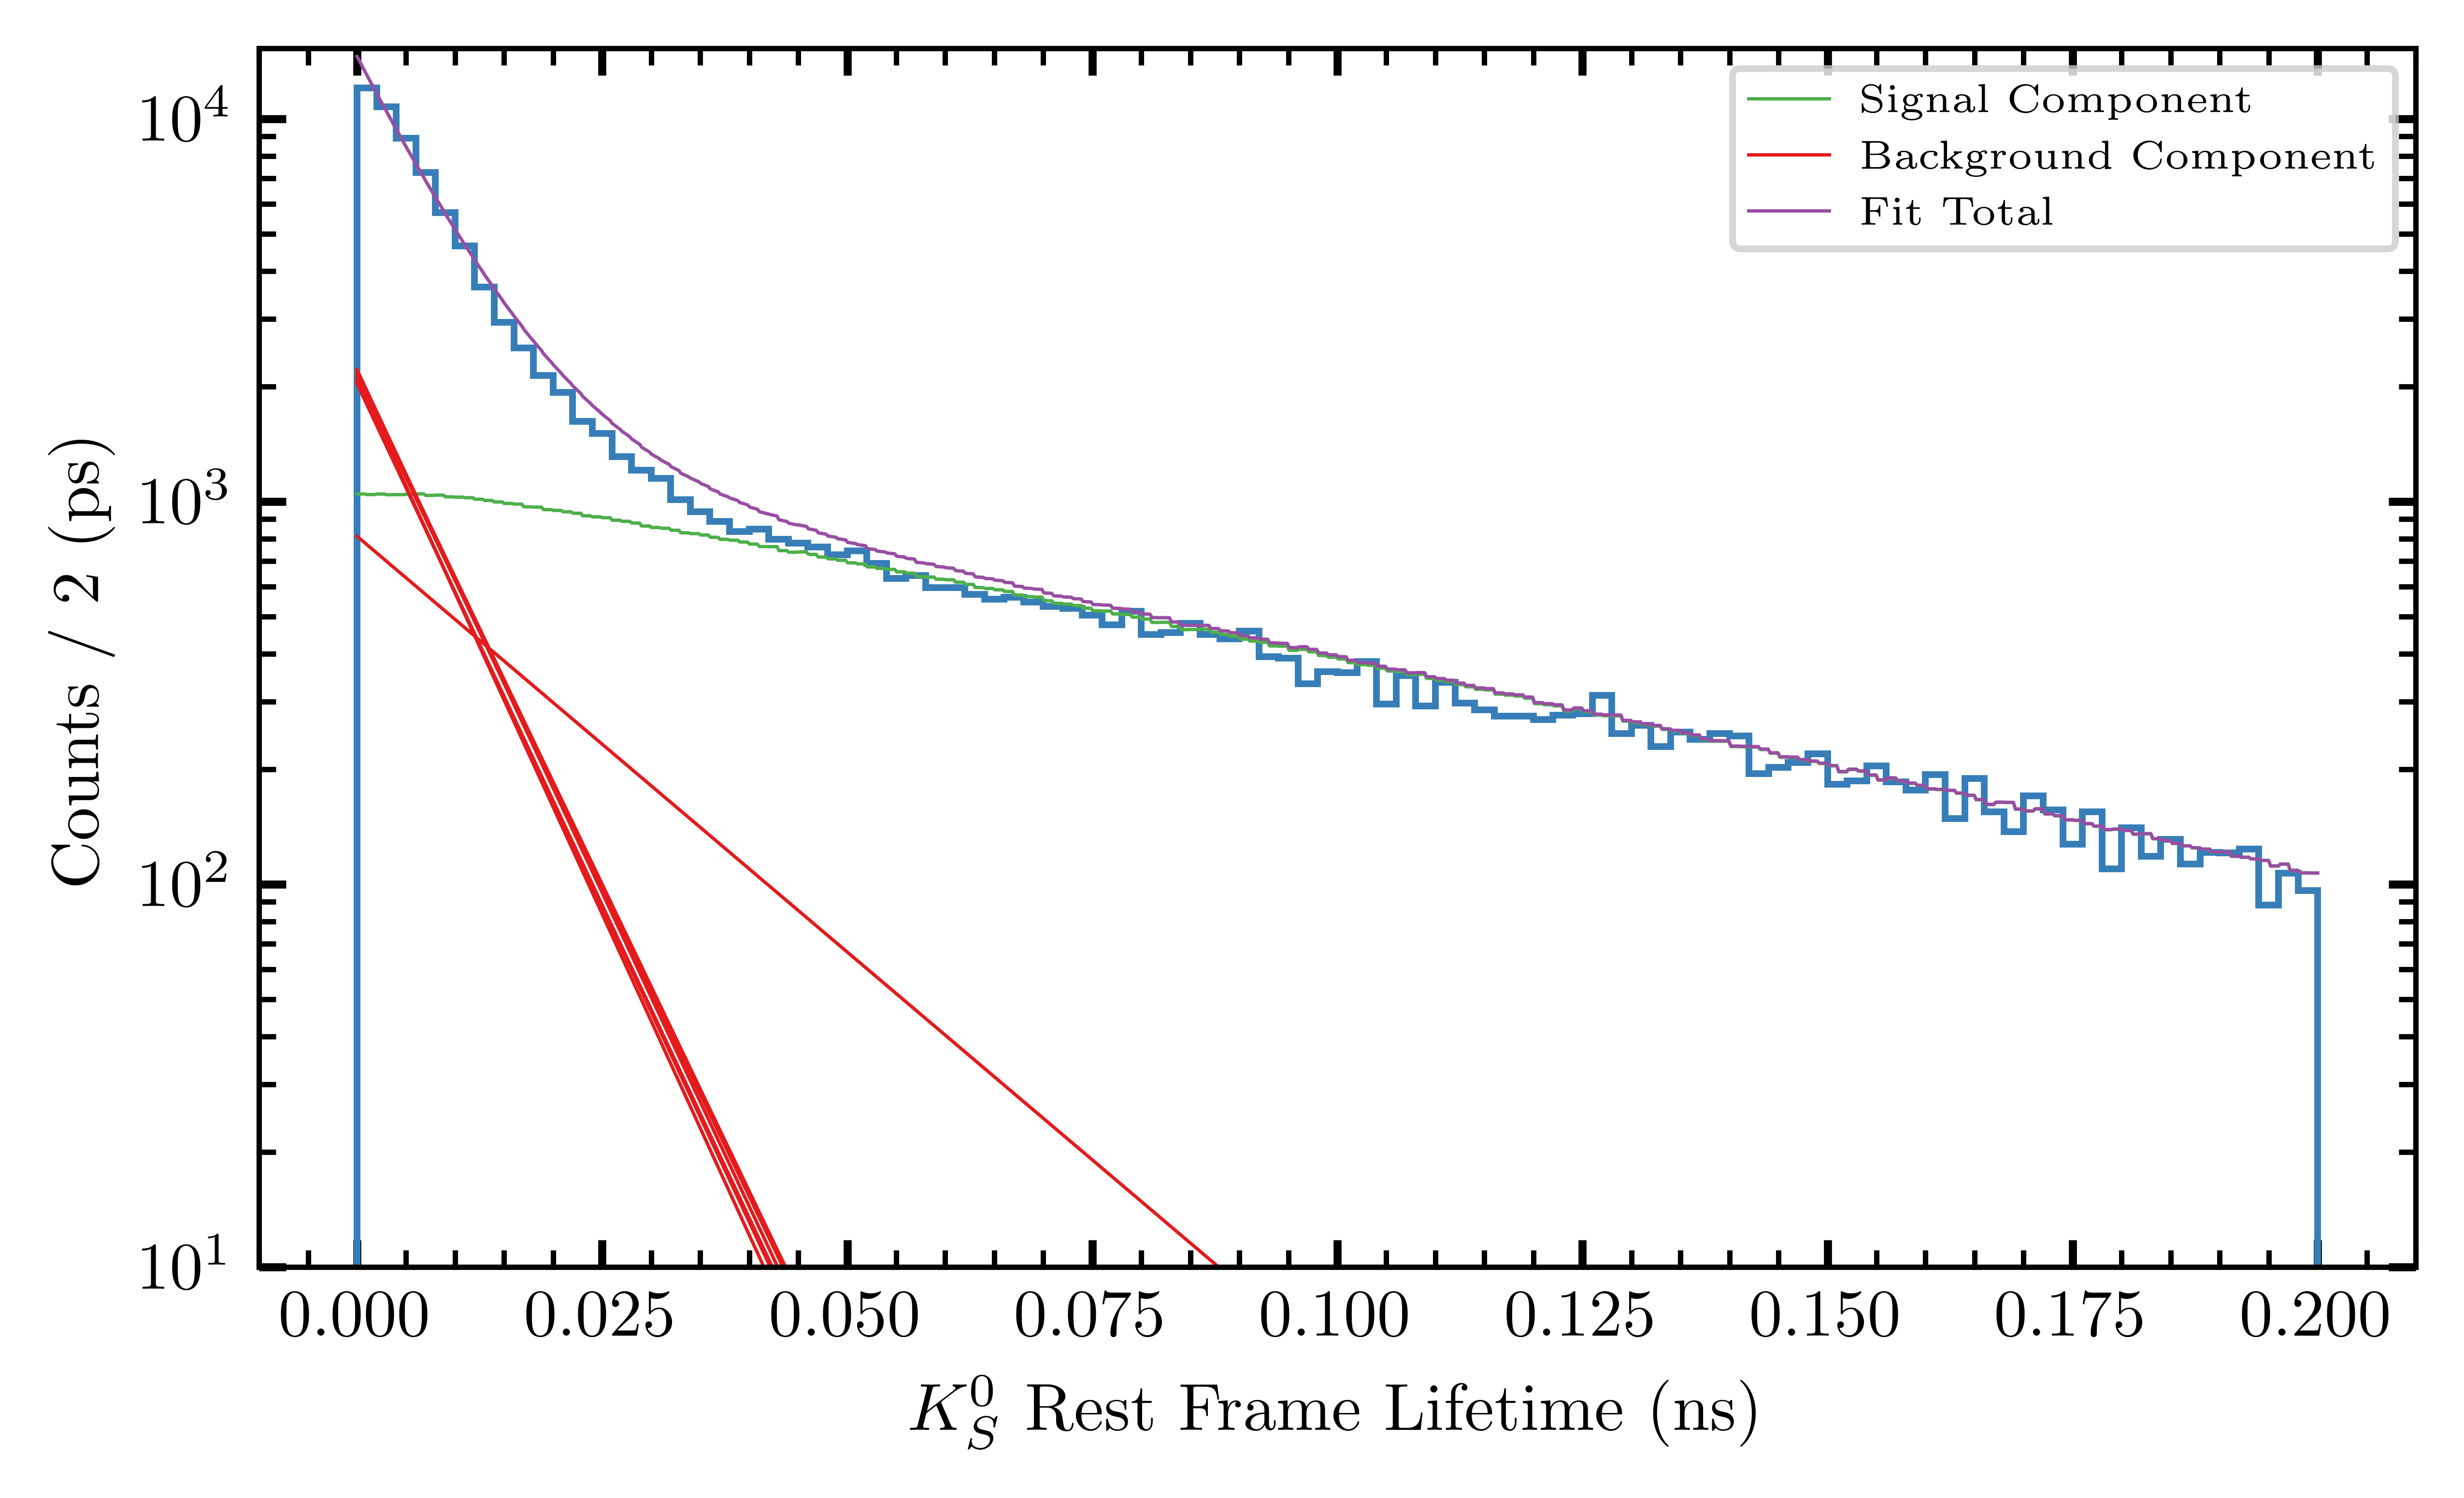 Signal Component
Background Component
Fit Total
Counts / 2 (ps)
10^4
10^3
10^2
10^1
0.000 0.025 0.050 0.075 0.100 0.125 0.150 0.175 0.200
K_S^0 Rest Frame Lifetime (ns)